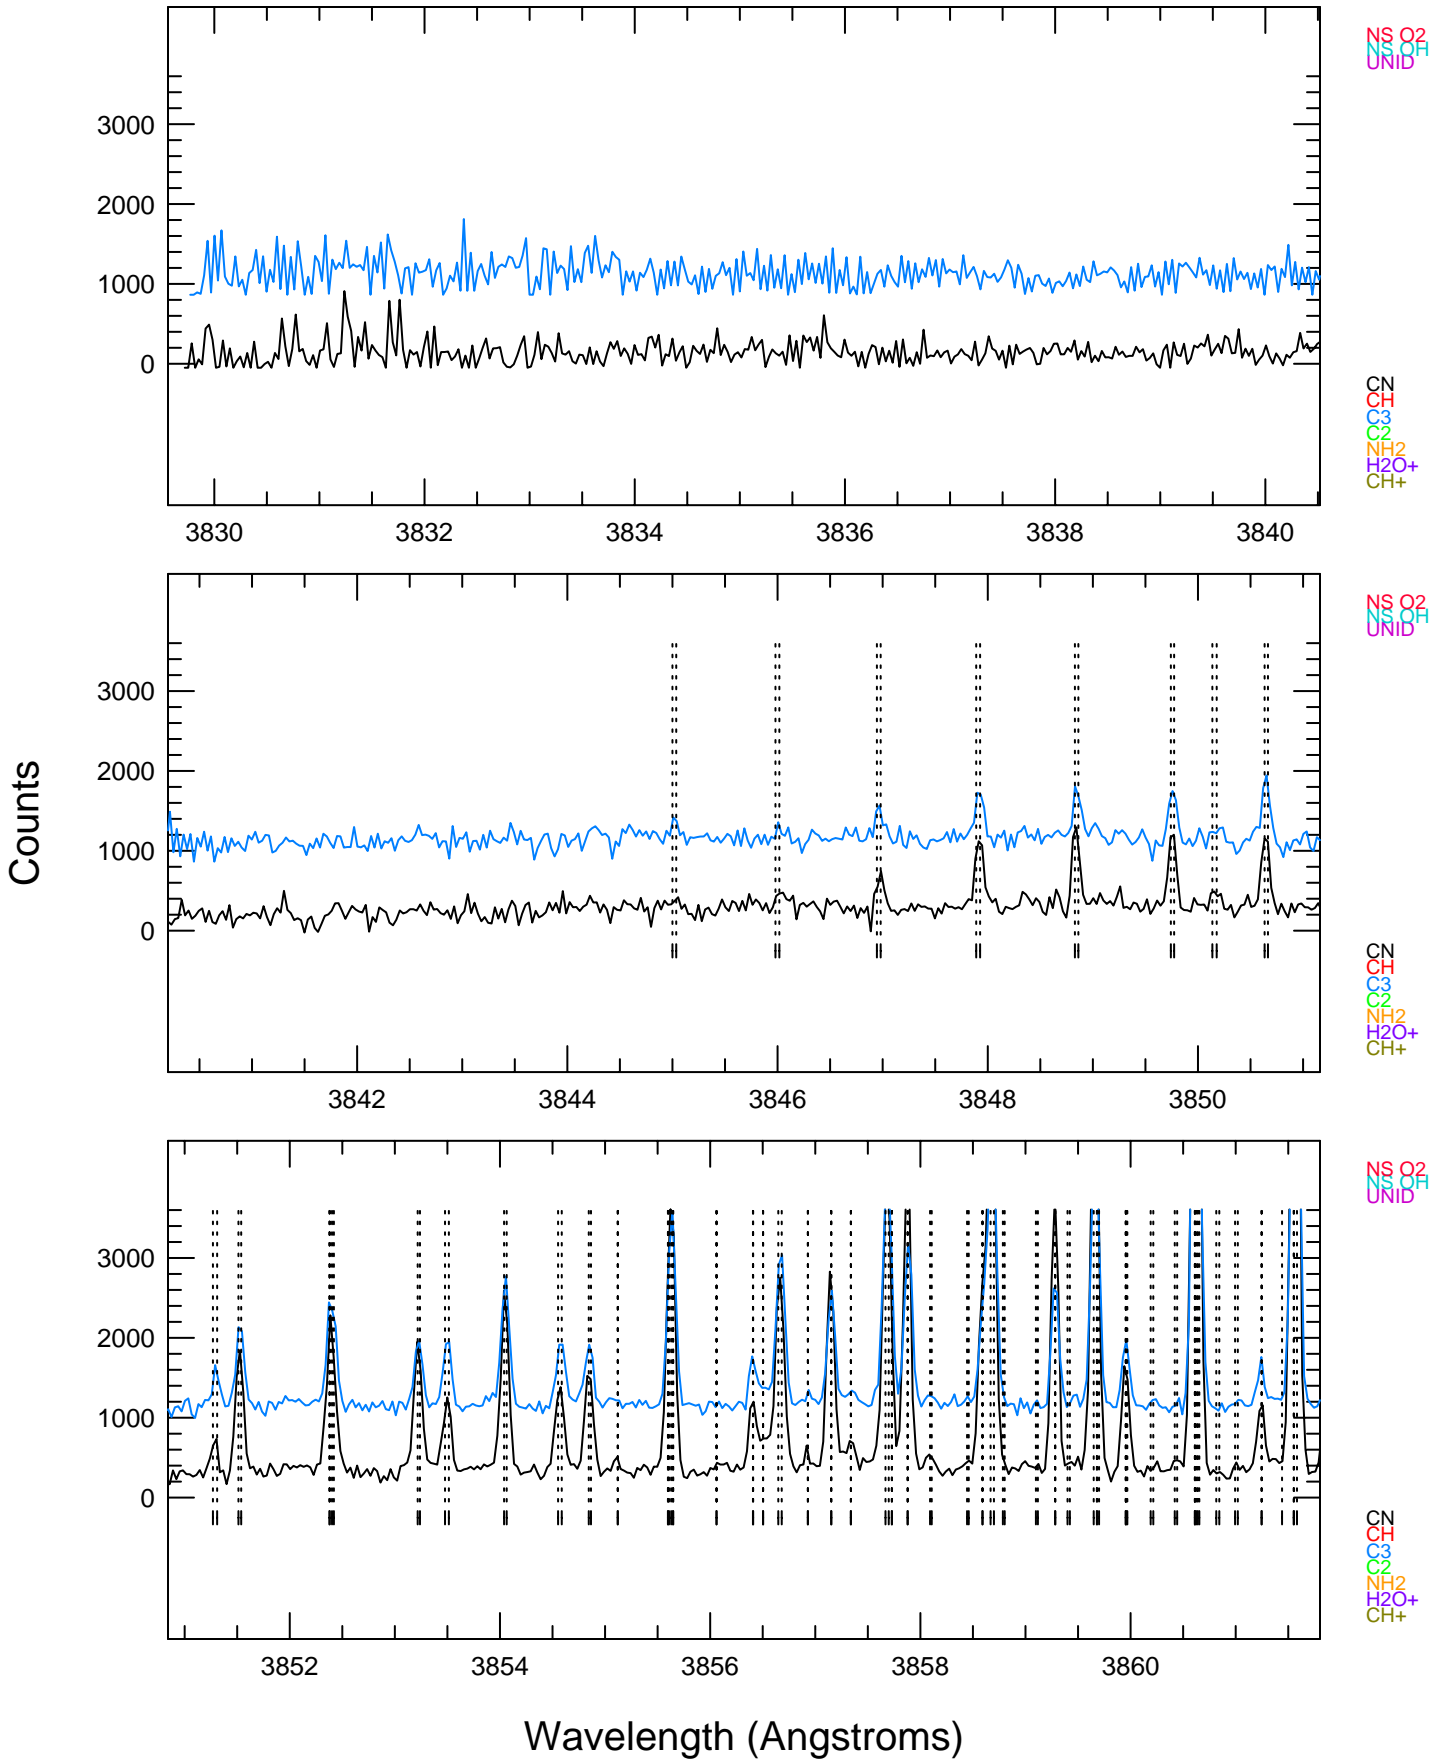 NS O2
NS OH
UNID
3000
2000
1000
0
CN
CH
C3
C2
NH2
H2O+
CH+
3830 3832 3834 3836 3838 3840
NS O2
NS OH
UNID
3000
2000
1000
0
CN
CH
C3
C2
NH2
H2O+
CH+
3842 3844 3846 3848 3850
Counts
NS O2
NS OH
UNID
3000
2000
1000
0
CN
CH
C3
C2
NH2
H2O+
CH+
3852 3854 3856 3858 3860
Wavelength (Angstroms)